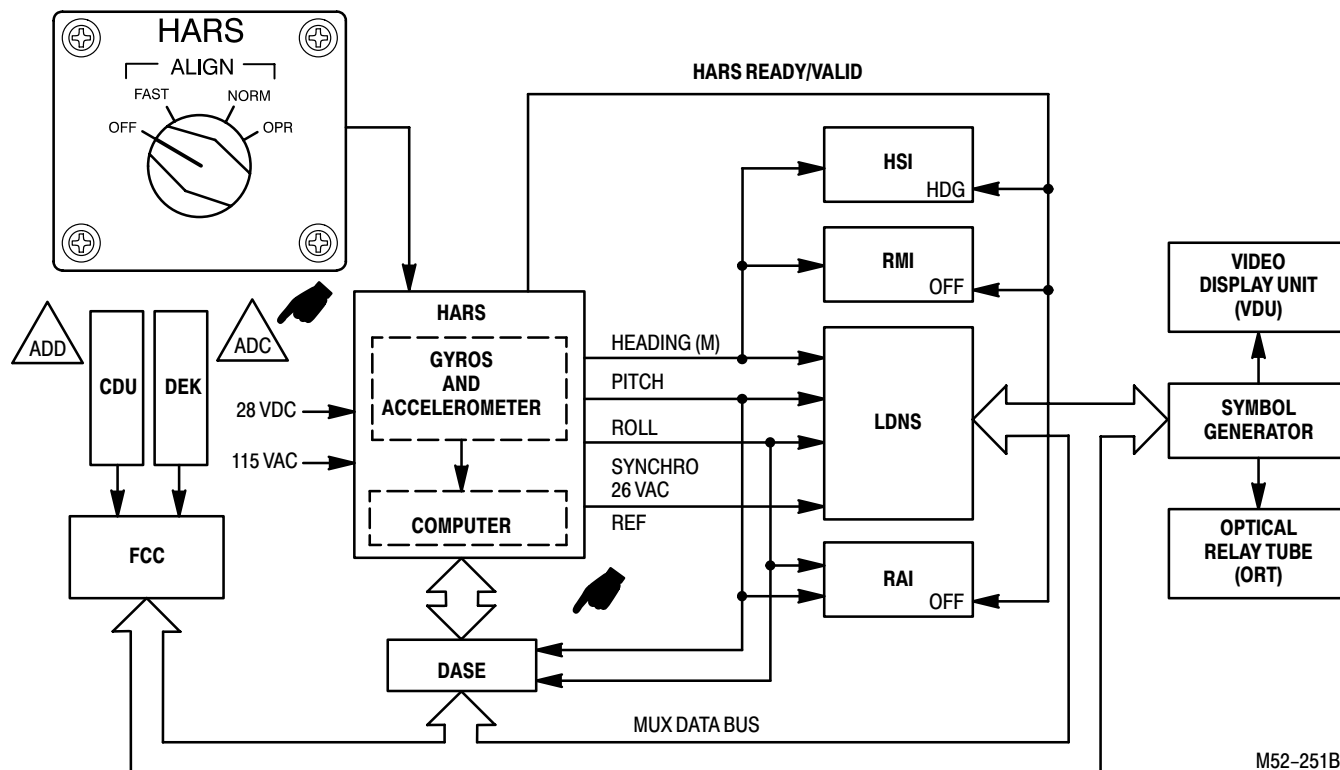 HARS
ALIGN
FAST
NORM
OFF
OPR
HARS READY/VALID
HSI
HDG
RMI
OFF
VIDEO
DISPLAY UNIT
(VDU)
ADD
CDU
DEK
ADC
28 VDC
115 VAC
HARS
GYROS
AND
ACCELEROMETER
COMPUTER
HEADING (M)
PITCH
ROLL
SYNCHRO
26 VAC
REF
LDNS
SYMBOL
GENERATOR
FCC
RAI
OFF
OPTICAL
RELAY TUBE
(ORT)
DASE
MUX DATA BUS
M52-251B